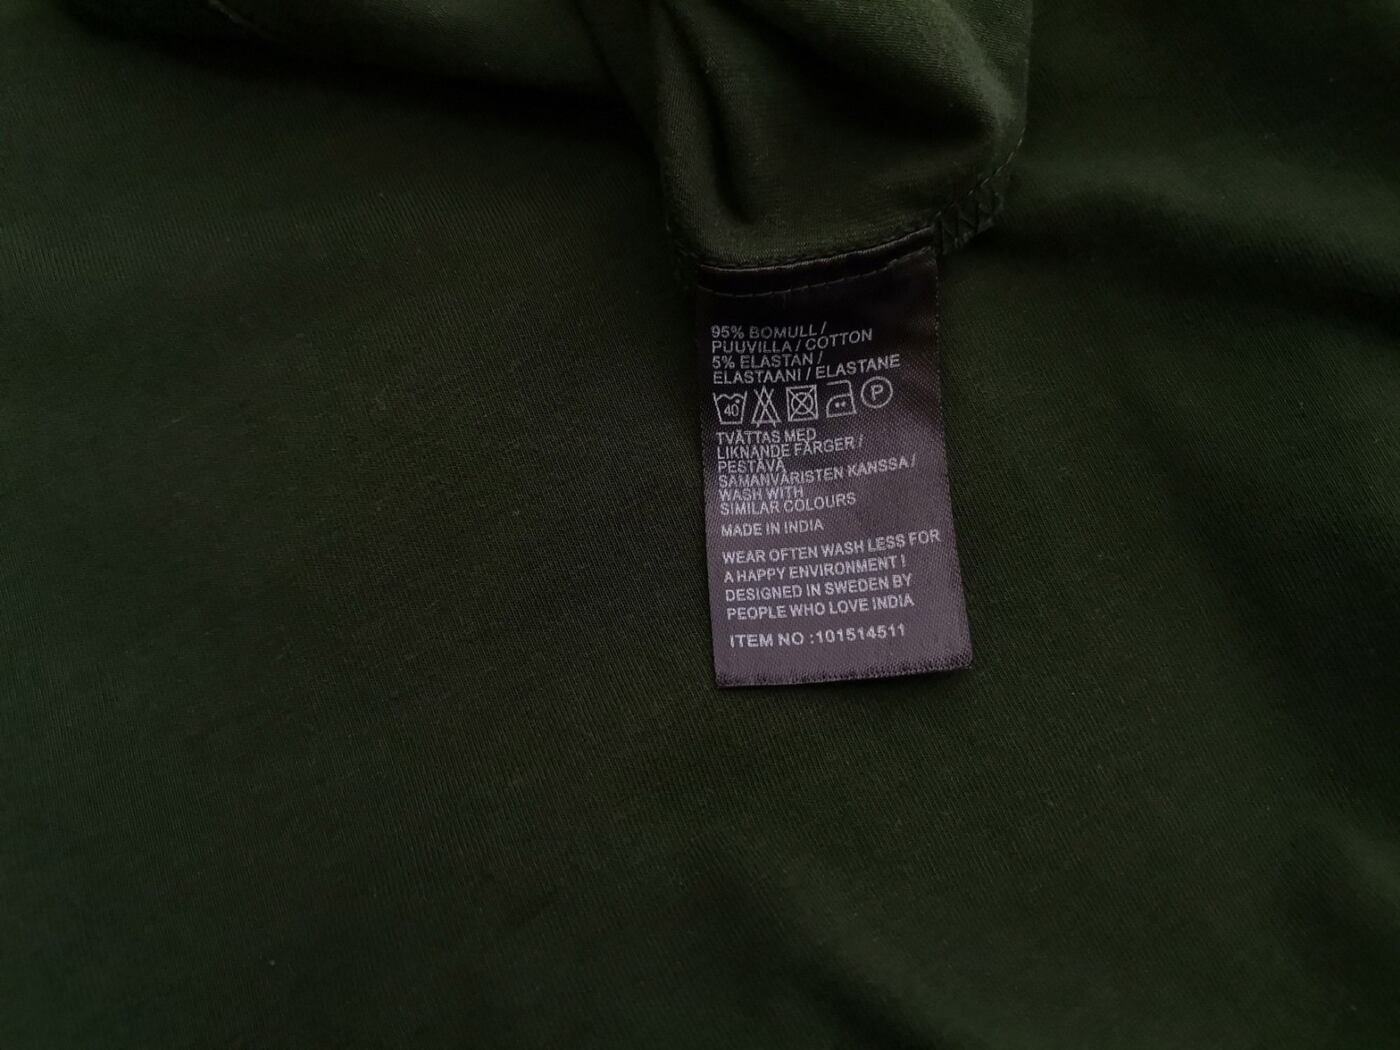 95% BOMULL /
PUUVILLA / COTTON
5% ELASTAN /
ELASTAANI / ELASTANE
40 P
TVÄTTAS MED
LIKNANDE FÄRGER /
PESTÄVÄ
SAMANVÄRISTEN KANSSA /
WASH WITH
SIMILAR COLOURS
MADE IN INDIA
WEAR OFTEN WASH LESS FOR
A HAPPY ENVIRONMENT !
DESIGNED IN SWEDEN BY
PEOPLE WHO LOVE INDIA
ITEM NO :101514511